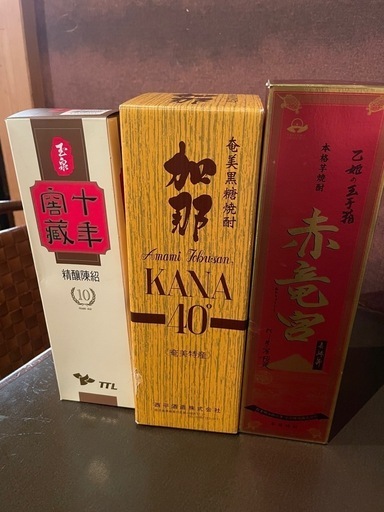 玉泉
十年
窖藏
精釀陳紹
10
TTL
加那
奄美黒糖焼酎
Amami Tokusan
KANA
40°
〈奄美特産〉
西平酒造株式会社
乙姫の玉手箱
本格芋焼酎
赤竜宮